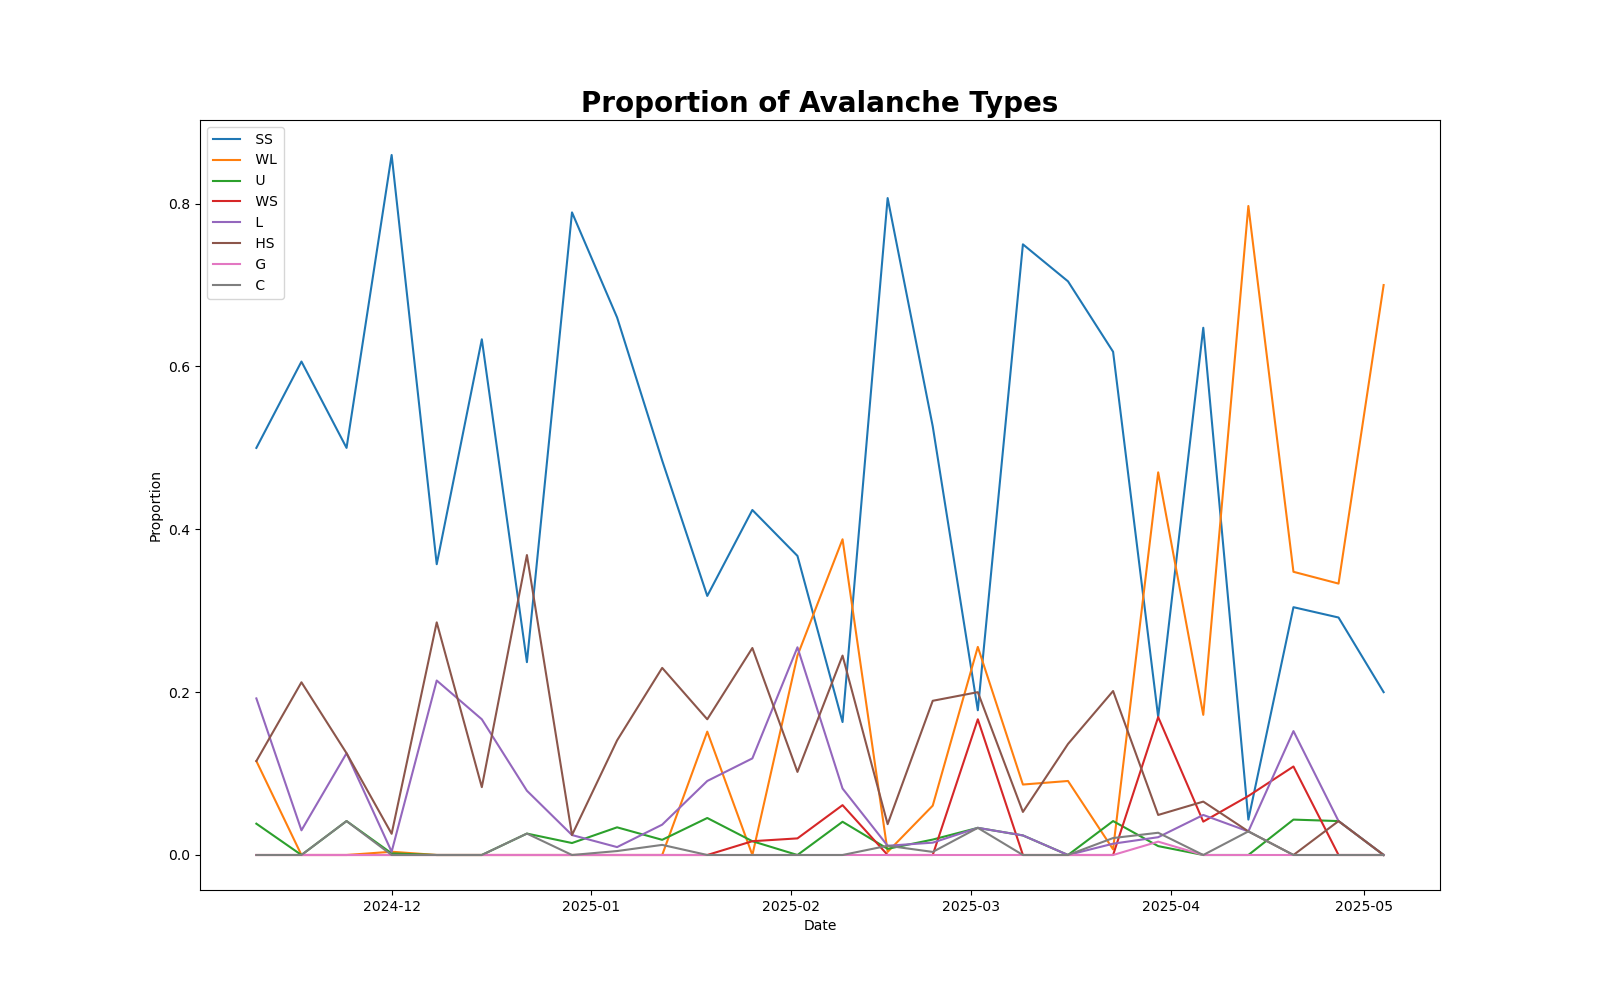 Proportion of Avalanche Types
SS
WL
U
WS
L
HS
G
C
0.8
0.6
0.4
0.2
0.0
Proportion
2024-12 2025-01 2025-02 2025-03 2025-04 2025-05
Date